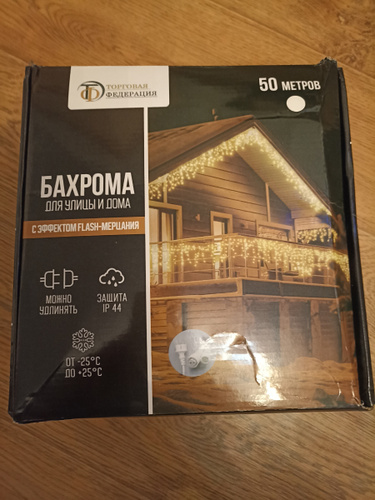 ТОРГОВАЯ
ФЕДЕРАЦИЯ
50 МЕТРОВ
БАХРОМА
ДЛЯ УЛИЦЫ И ДОМА
С ЭФФЕКТОМ FLASH-МЕРЦАНИЯ
МОЖНО
УДЛИНЯТЬ
ЗАЩИТА
IP 44
ОТ -25°C
ДО +25°C